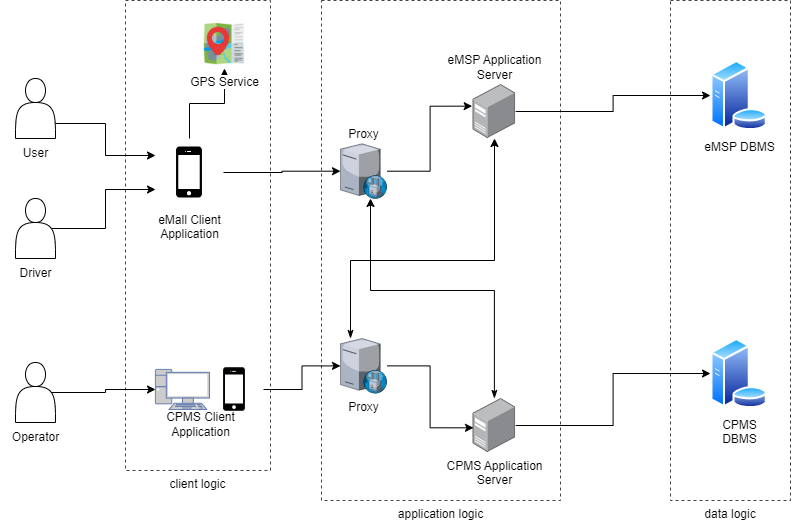 GPS Service
eMSP Application
Server
Proxy
eMSP DBMS
User
eMall Client
Application
Driver
Proxy
CPMS Client
Application
Operator
CPMS Application
Server
CPMS
DBMS
client logic
application logic
data logic